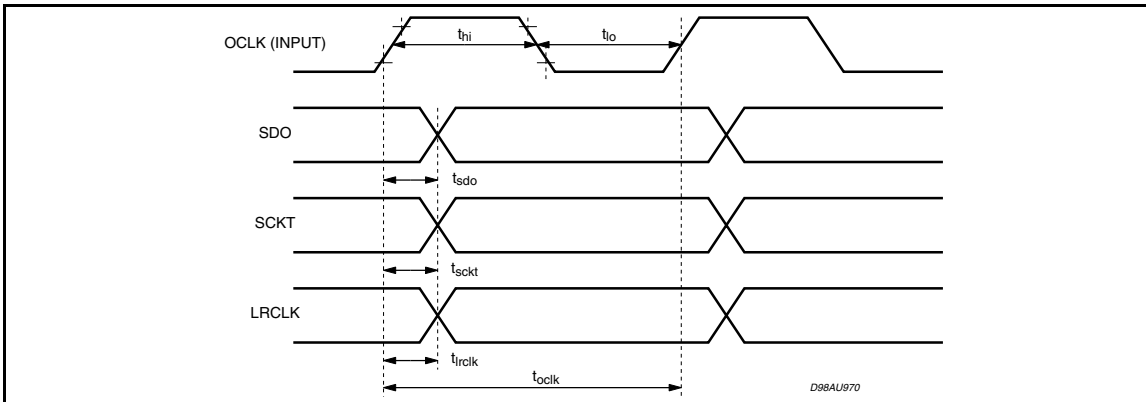 OCLK (INPUT)
thi
tlo
SDO
tsdo
SCKT
tsckt
LRCLK
tlrclk
toclk
D98AU970